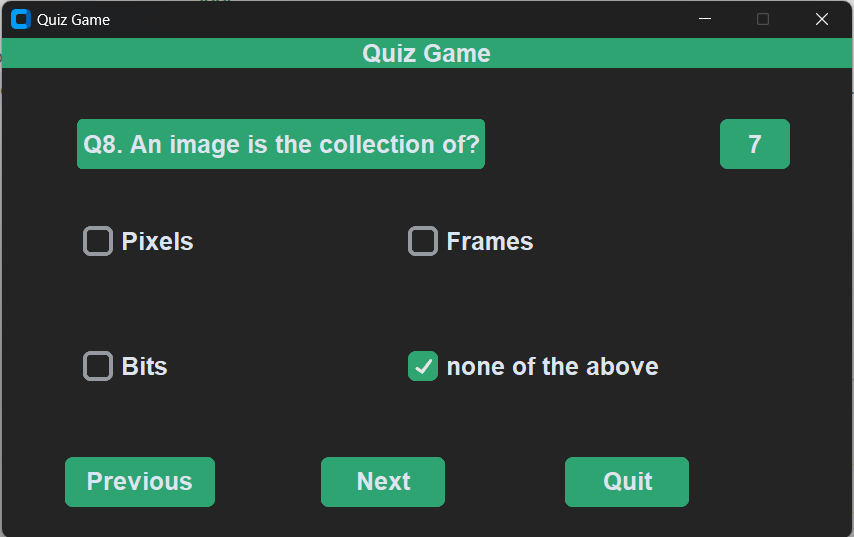 Quiz Game
Quiz Game
Q8. An image is the collection of?
7
Pixels
Frames
Bits
none of the above
Previous
Next
Quit